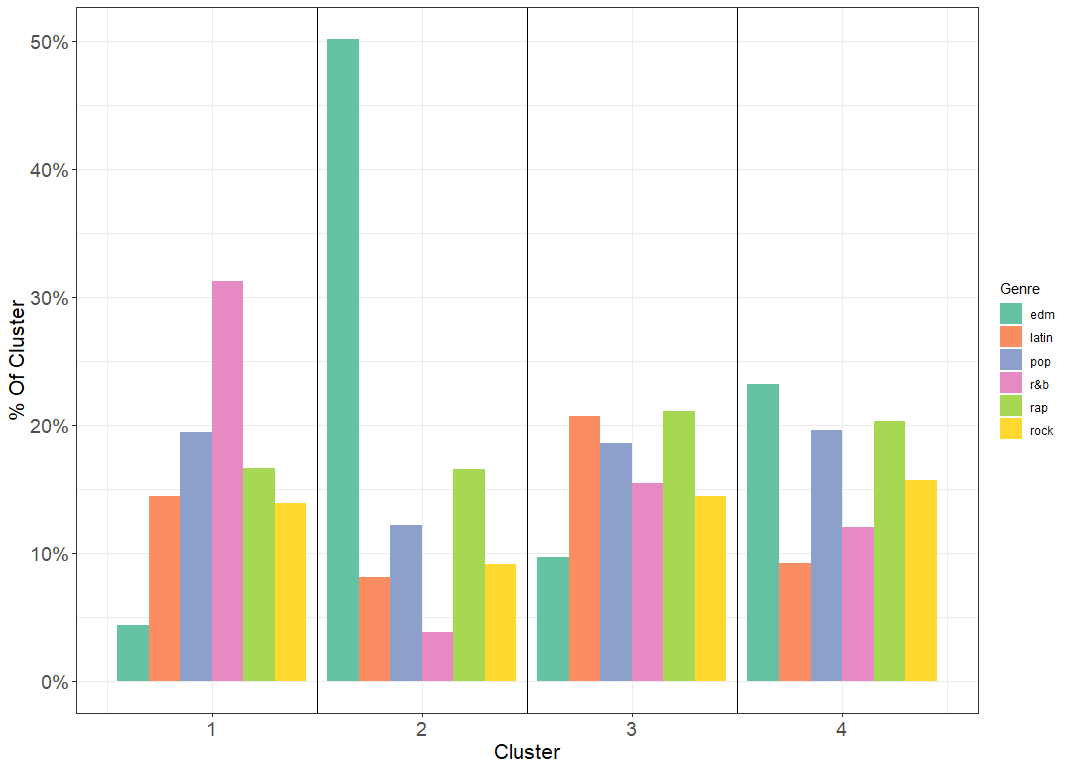 50%
40%
30%
20%
10%
0%
% Of Cluster
1 2 3 4
Cluster
Genre
edm
latin
pop
r&b
rap
rock